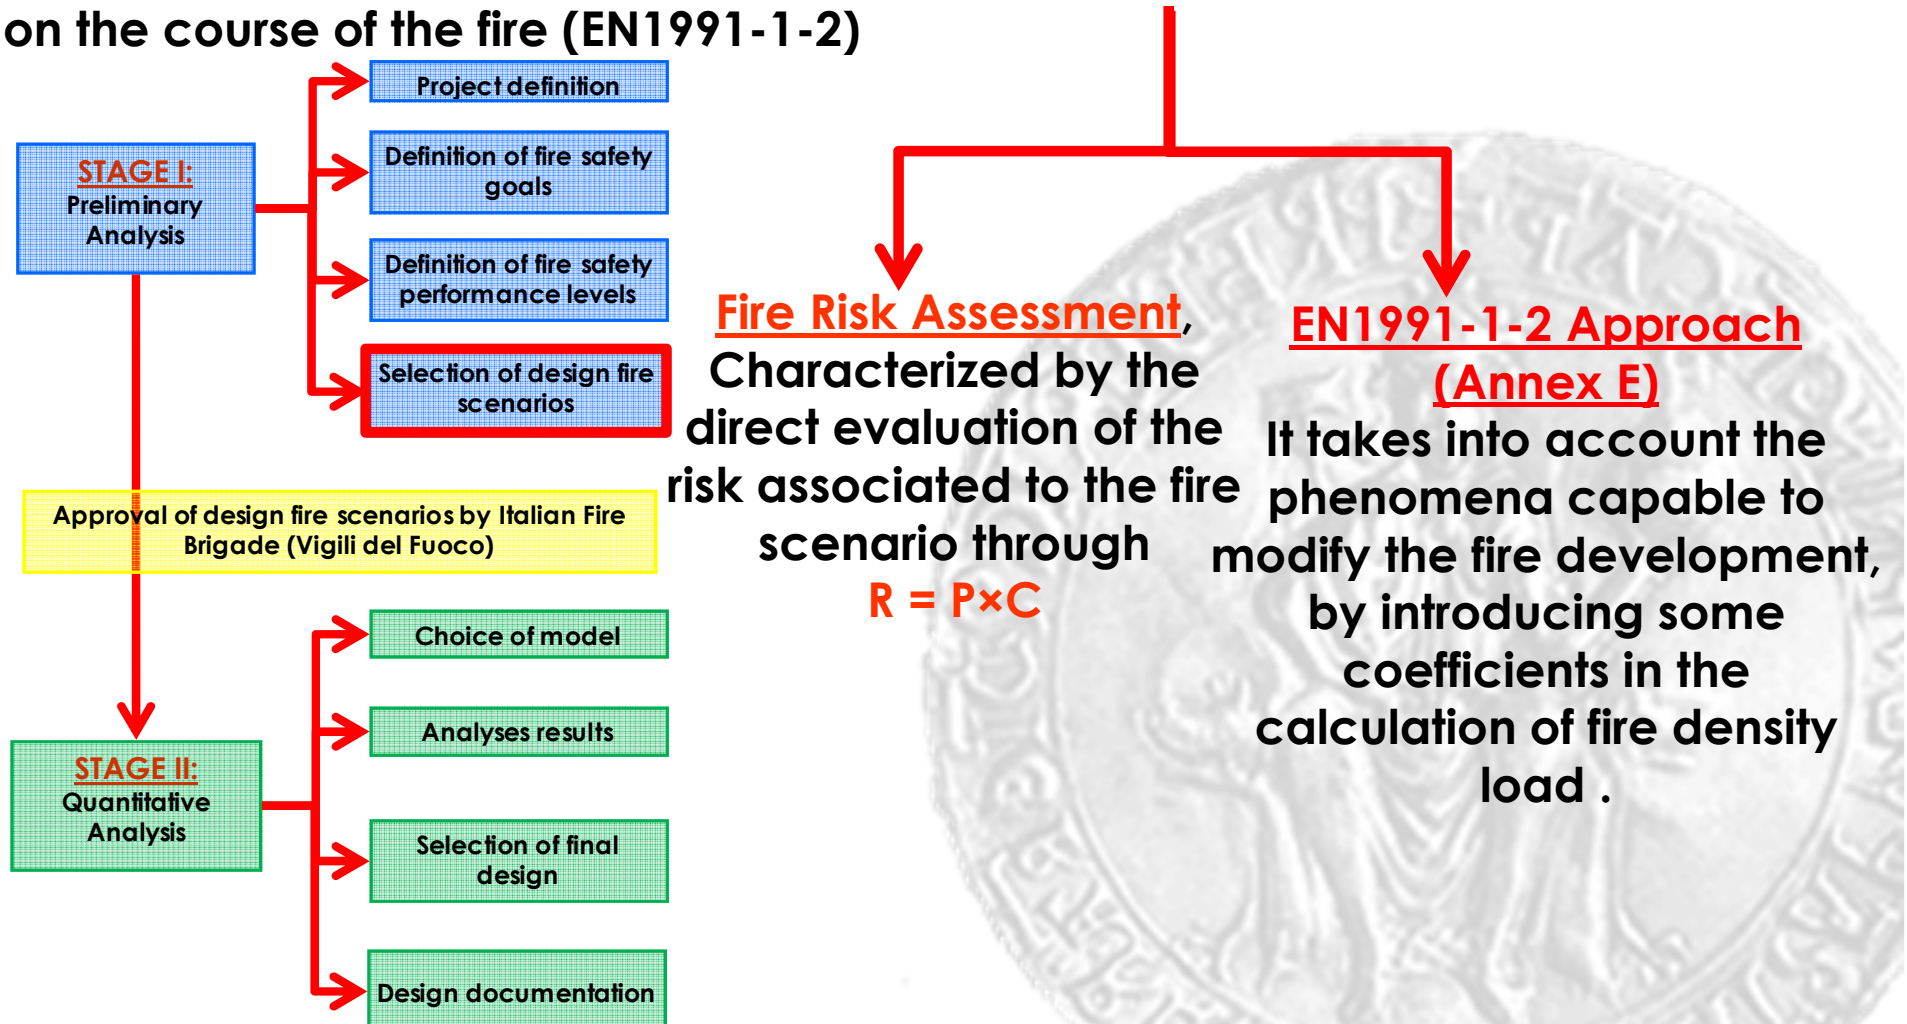 on the course of the fire (EN1991-1-2)
Project definition
Definition of fire safety
goals
STAGE I:
Preliminary
Analysis
Definition of fire safety
performance levels
Selection of design fire
scenarios
Approval of design fire scenarios by Italian Fire
Brigade (Vigili del Fuoco)
Choice of model
Analyses results
STAGE II:
Quantitative
Analysis
Selection of final
design
Design documentation
Fire Risk Assessment,
Characterized by the
direct evaluation of the
risk associated to the fire
scenario through
R = P×C
EN1991-1-2 Approach
(Annex E)
It takes into account the
phenomena capable to
modify the fire development,
by introducing some
coefficients in the
calculation of fire density
load .